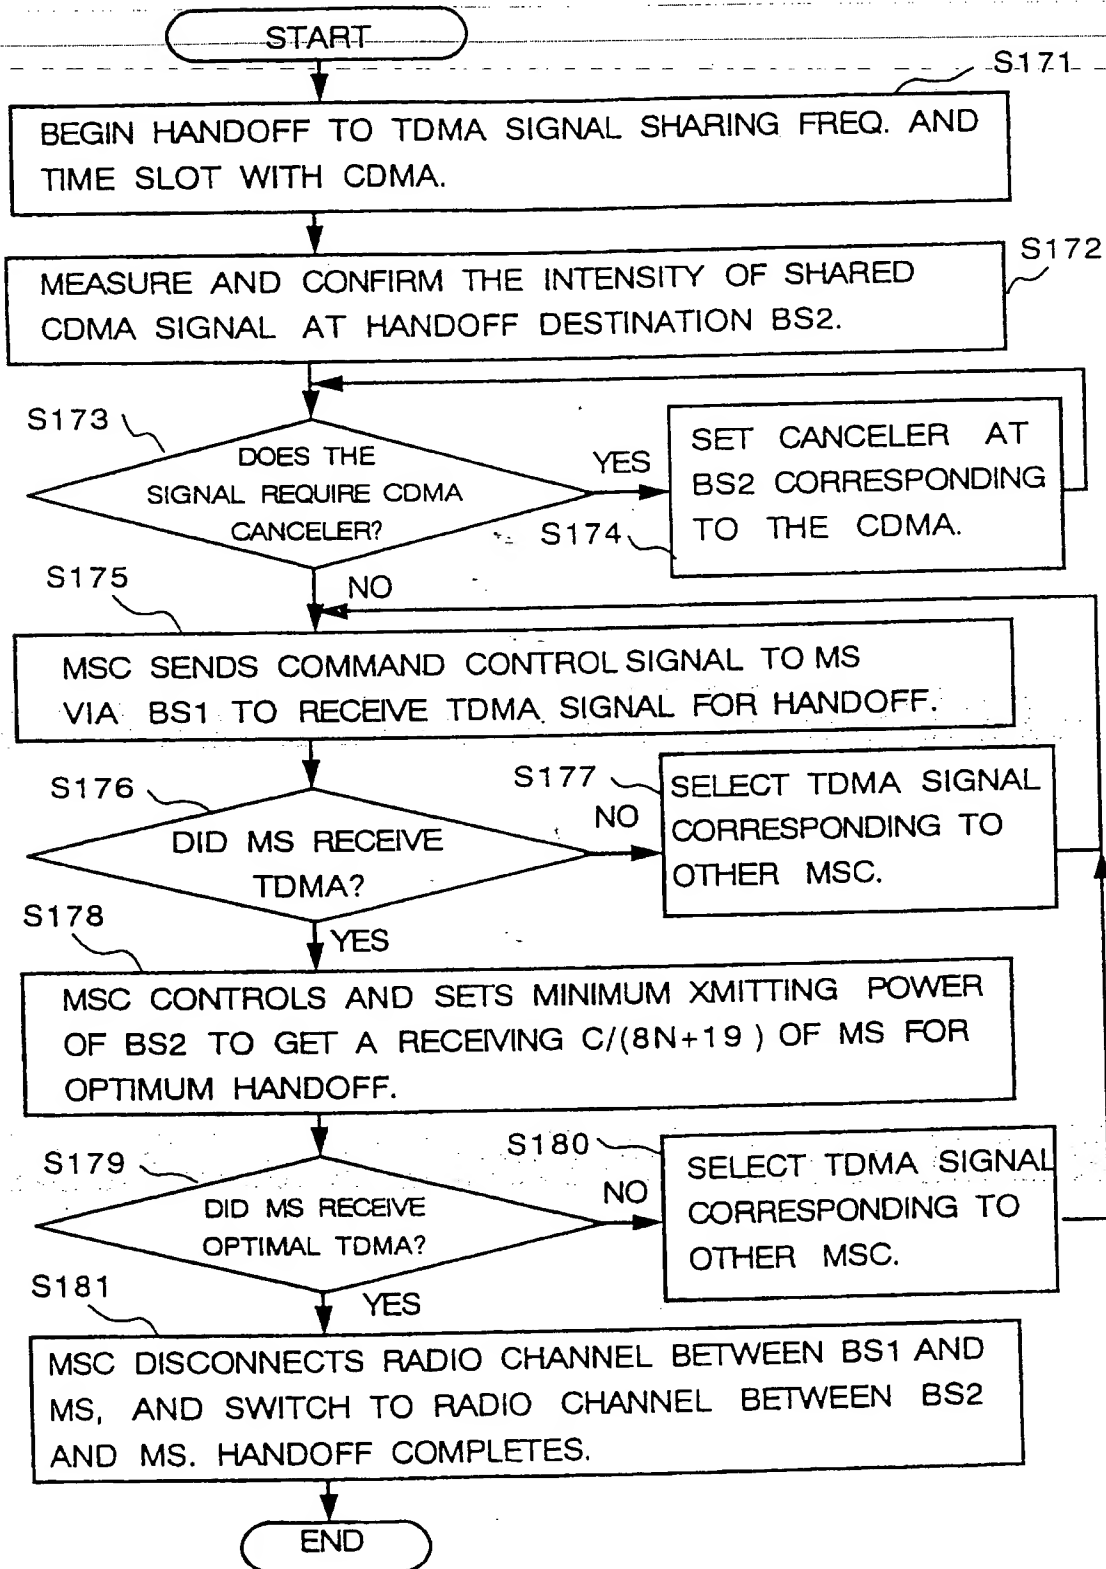 START
S171
BEGIN HANDOFF TO TDMA SIGNAL SHARING FREQ. AND
TIME SLOT WITH CDMA.
S172
MEASURE AND CONFIRM THE INTENSITY OF SHARED
CDMA SIGNAL AT HANDOFF DESTINATION BS2.
S173
DOES THE
SIGNAL REQUIRE CDMA
CANCELER?
YES
S174
SET CANCELER AT
BS2 CORRESPONDING
TO THE CDMA.
NO
S175
MSC SENDS COMMAND CONTROL SIGNAL TO MS
VIA BS1 TO RECEIVE TDMA SIGNAL FOR HANDOFF.
S176
DID MS RECEIVE
TDMA?
NO
S177
SELECT TDMA SIGNAL
CORRESPONDING TO
OTHER MSC.
YES
S178
MSC CONTROLS AND SETS MINIMUM XMITTING POWER
OF BS2 TO GET A RECEIVING C/(8N+19 ) OF MS FOR
OPTIMUM HANDOFF.
S179
DID MS RECEIVE
OPTIMAL TDMA?
NO
S180
SELECT TDMA SIGNAL
CORRESPONDING TO
OTHER MSC.
YES
S181
MSC DISCONNECTS RADIO CHANNEL BETWEEN BS1 AND
MS, AND SWITCH TO RADIO CHANNEL BETWEEN BS2
AND MS. HANDOFF COMPLETES.
END